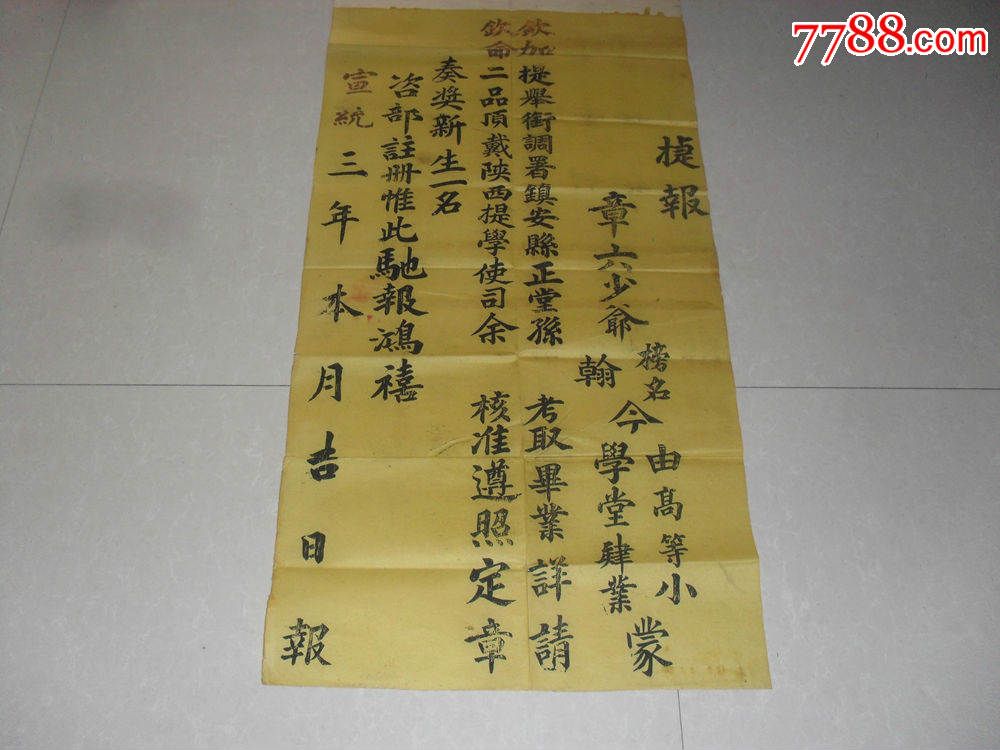 7788.com
捷報
章六少爺
榜名
翰
今
由高等小
學堂肄業
蒙
欽加提舉銜調署鎮安縣正堂孫 考取畢業詳請
欽命二品頂戴陝西提學使司余 核准遵照定章
奏獎新生一名
咨部註冊惟此馳報鴻禧
宣統三年本月吉日報